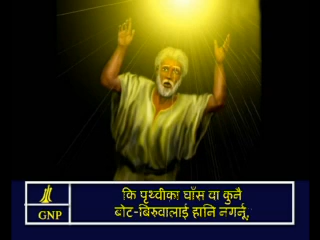 कि पृथ्वीका घाँस वा कुनै
बोट-बिरुवालाई हानि नगर्नू,
GNP